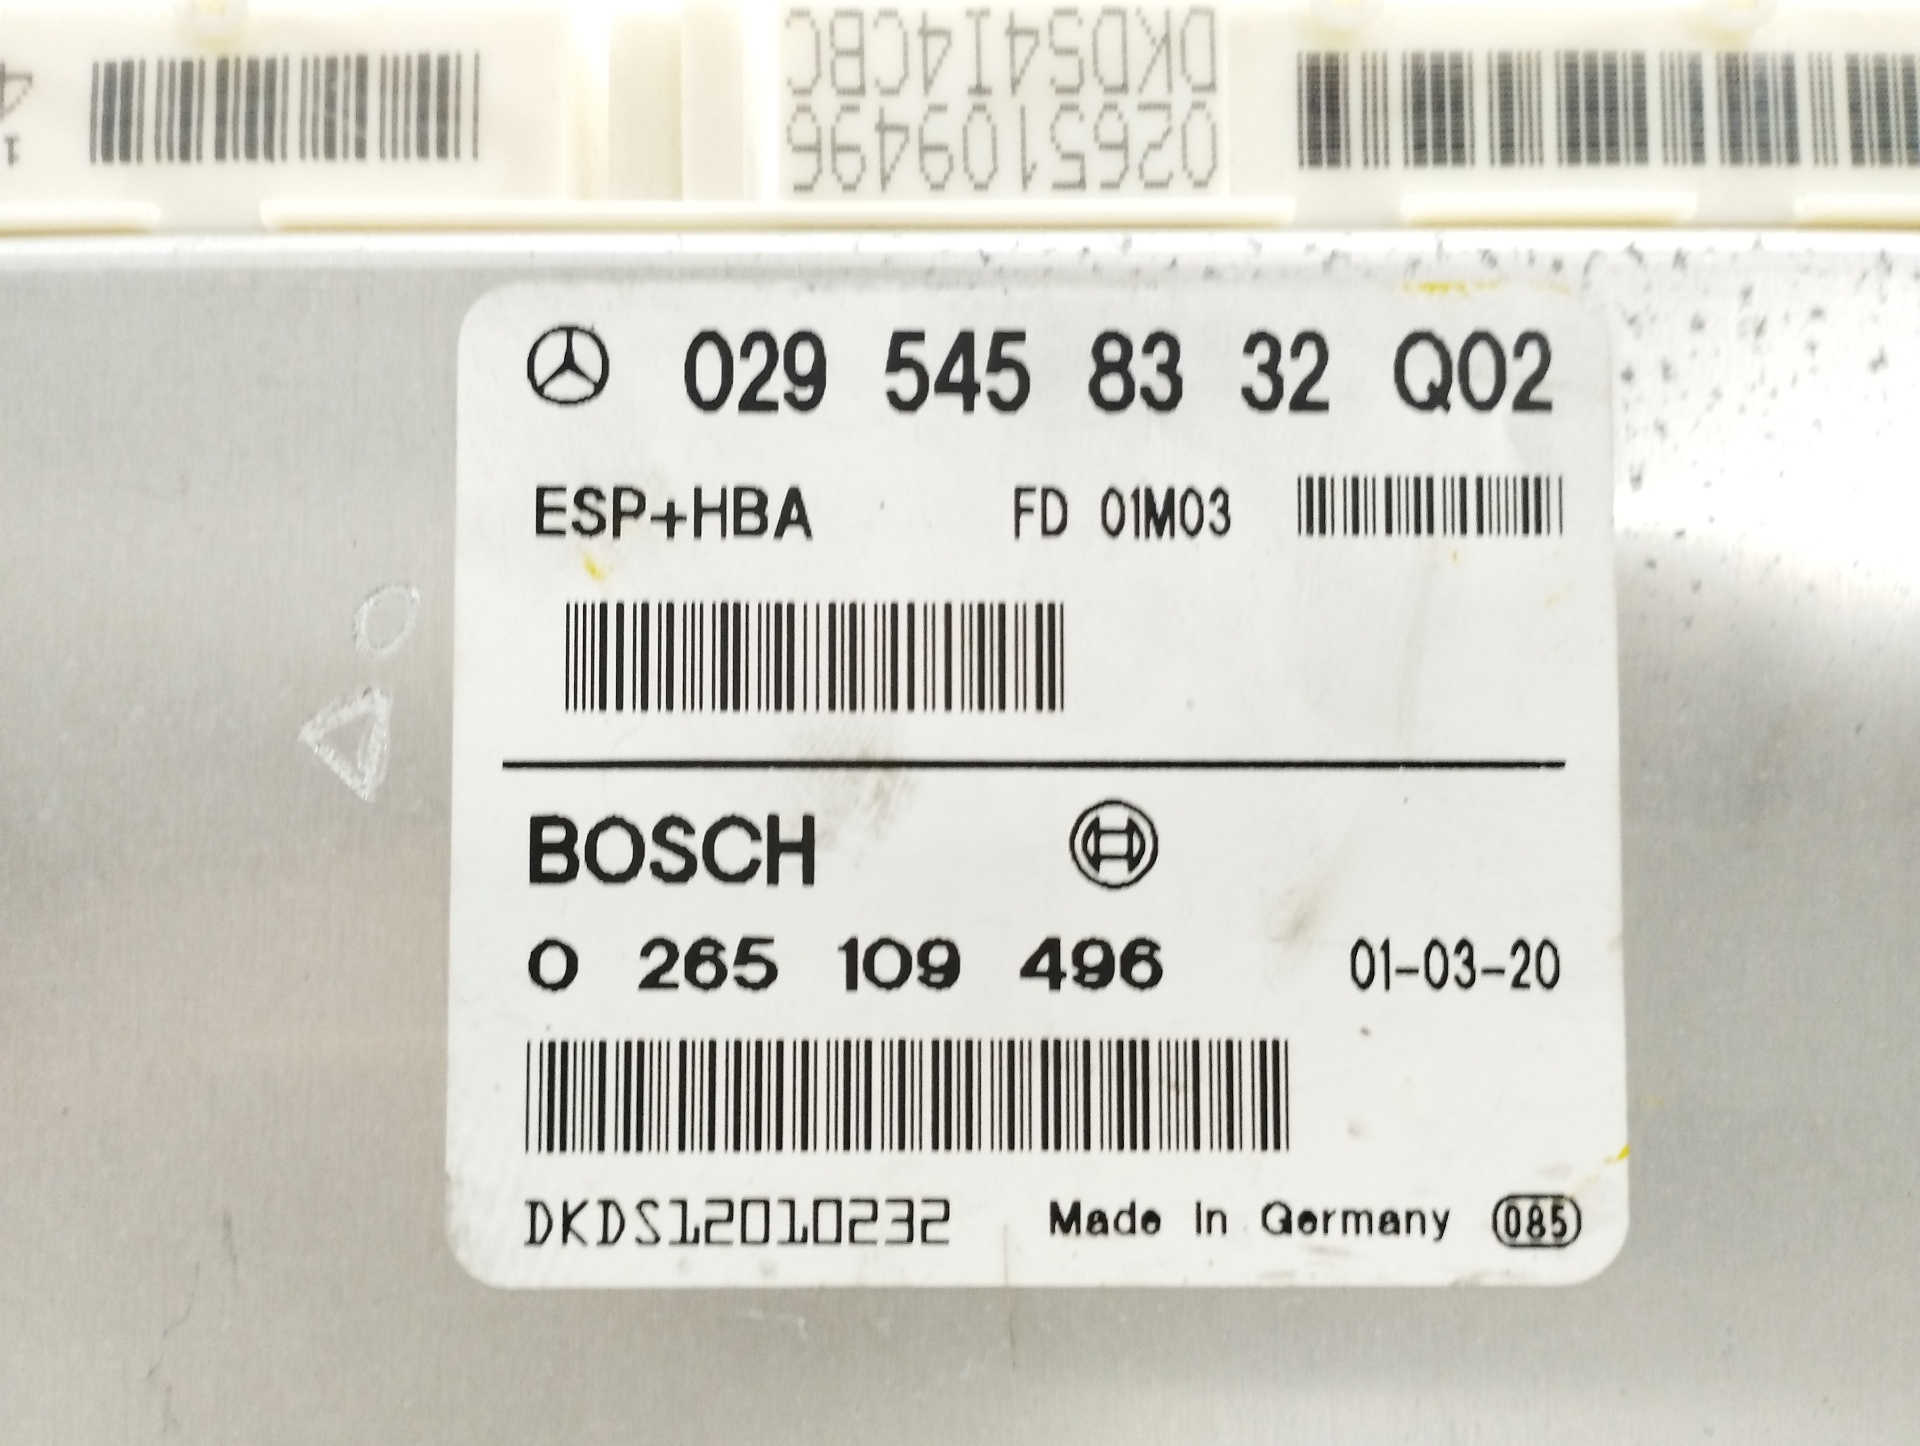 DKDS4I4CBC
0265109496
029 545 83 32 Q02
ESP+HBA FD 01M03
BOSCH
0 265 109 496 01-03-20
DKDS12010232 Made in Germany 085